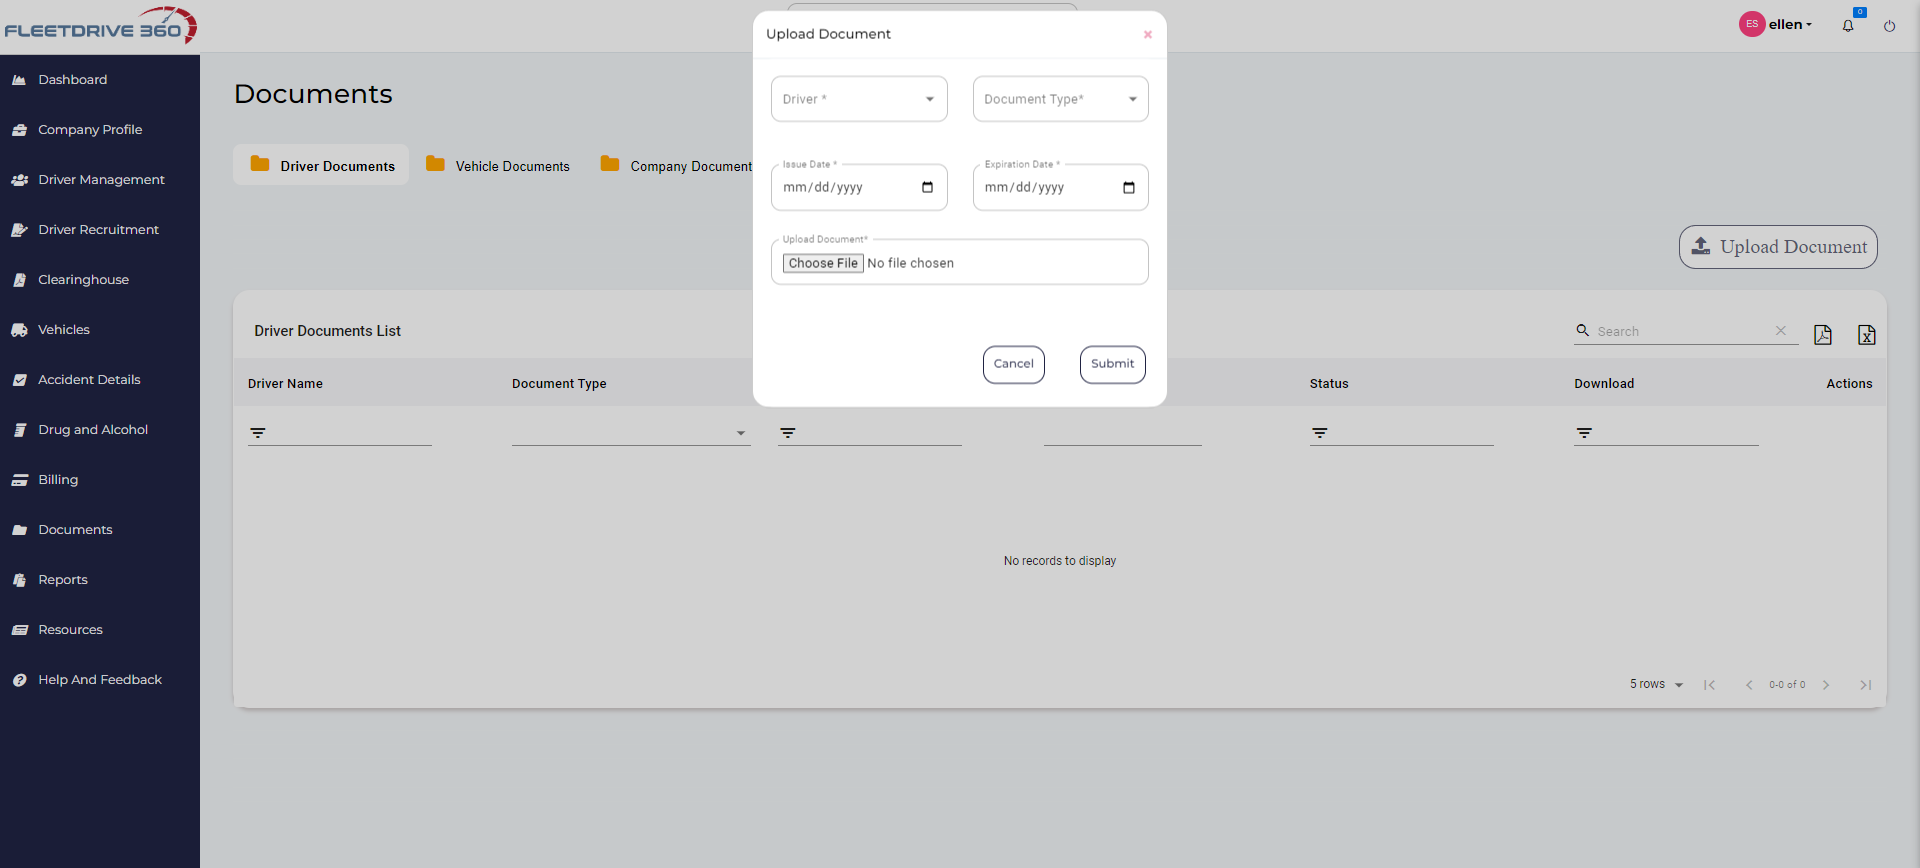 FLEETDRIVE 360
ES ellen
0
Dashboard
Company Profile
Driver Management
Driver Recruitment
Clearinghouse
Vehicles
Accident Details
Drug and Alcohol
Billing
Documents
Reports
Resources
Help And Feedback
Documents
Driver Documents
Vehicle Documents
Company Document
Upload Document
Upload Document
Driver *
Document Type*
Issue Date *
mm/dd/yyyy
Expiration Date *
mm/dd/yyyy
Upload Document*
Choose File No file chosen
Cancel
Submit
Driver Documents List
Search
Driver Name
Document Type
Status
Download
Actions
No records to display
5 rows
0-0 of 0